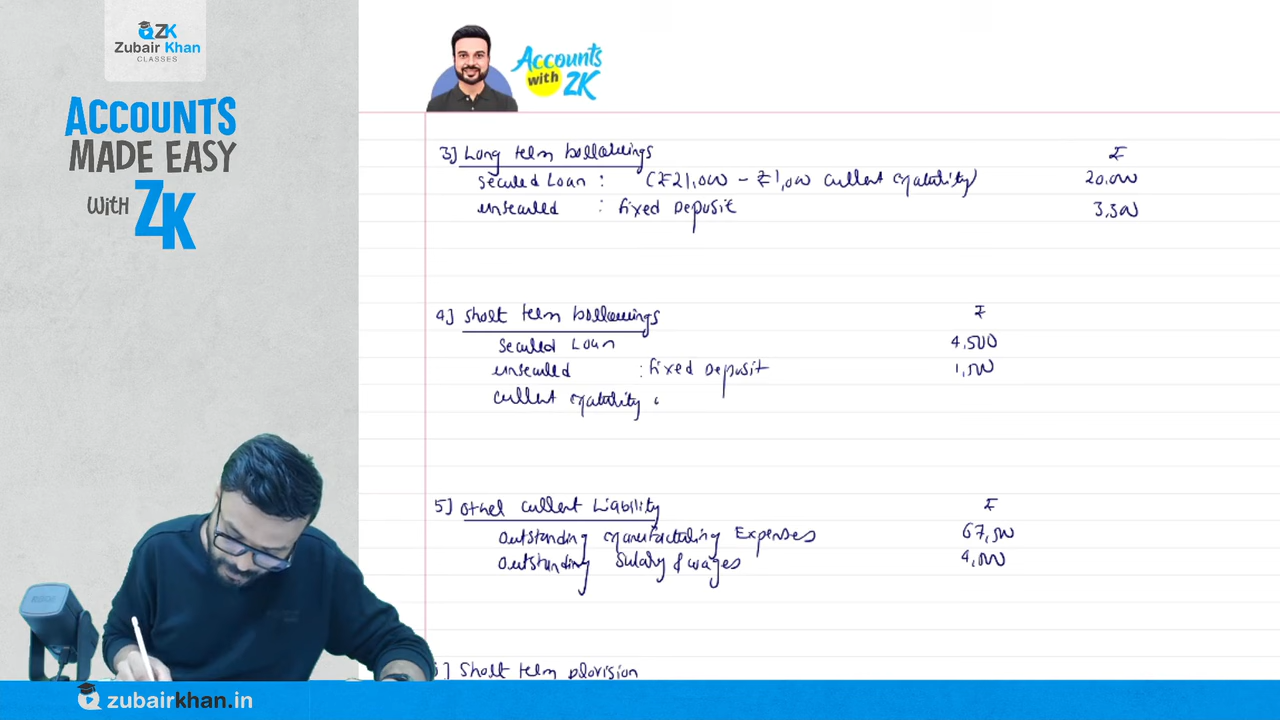 ZK
Zubair Khan
CLASSES
ACCOUNTS
MADE EASY
WITH ZK
Accounts
with
ZK
3] Long term borrowings ₹
Secured Loan : (₹21,000 - ₹1,000 current maturity) 20,000
unsecured : fixed Deposit 3,500
4] Short term borrowings ₹
Secured Loan 4,500
unsecured : fixed Deposit 1,500
current maturity
5] Other current Liability ₹
Outstanding manufacturing Expenses 67,500
Outstanding Salary & wages 4,000
] Short term provision
zubairkhan.in